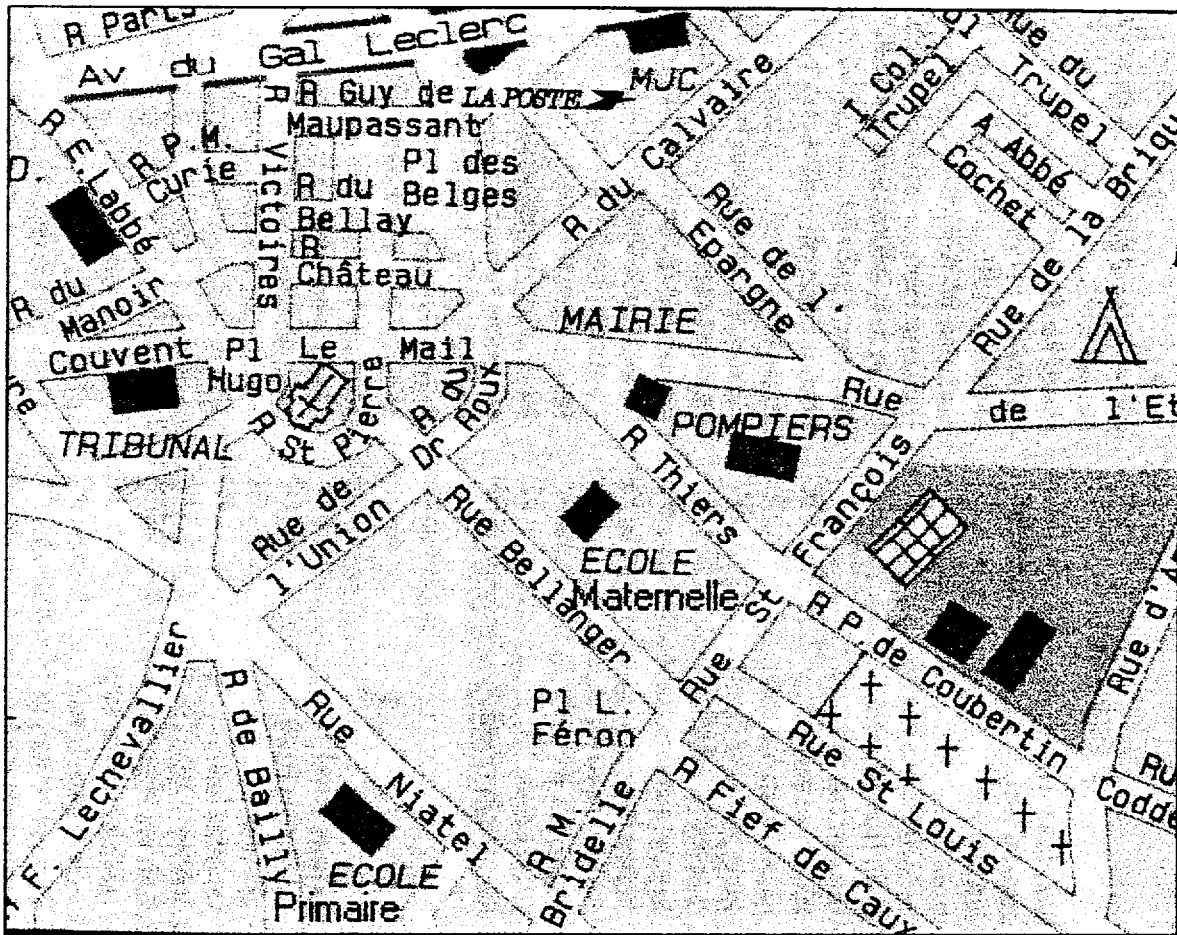 R Paris
Av du Gal Leclerc
R Guy de
Maupassant
LA POSTE
MJC
R du Calvaire
I Col.
Trupel
Rue du
Trupel
A Abbé
Cochet
Rue de la Briqu
R E. Labbé
R P.M.
Curie
R Victoires
Pl des
Belges
R du
Bellay
R
Château
D.
R du
Manoir
Rue de l'
Epargne
MAIRIE
Couvent
Pl
Hugo
Le Mail
R St Pierre
R du
Dr Roux
TRIBUNAL
POMPIERS
Rue de l'Et
R Thiers
Rue St François
Rue de
l'Union
Rue Bellanger
ECOLE
Maternelle
R P. de Coubertin
Rue d'A
F. Lechevallier
R de Bailly
Rue Niatel
Pl L.
Féron
R M.
Bridelle
Rue St Louis
R Fief de Caux
Ru
Codde
ECOLE
Primaire